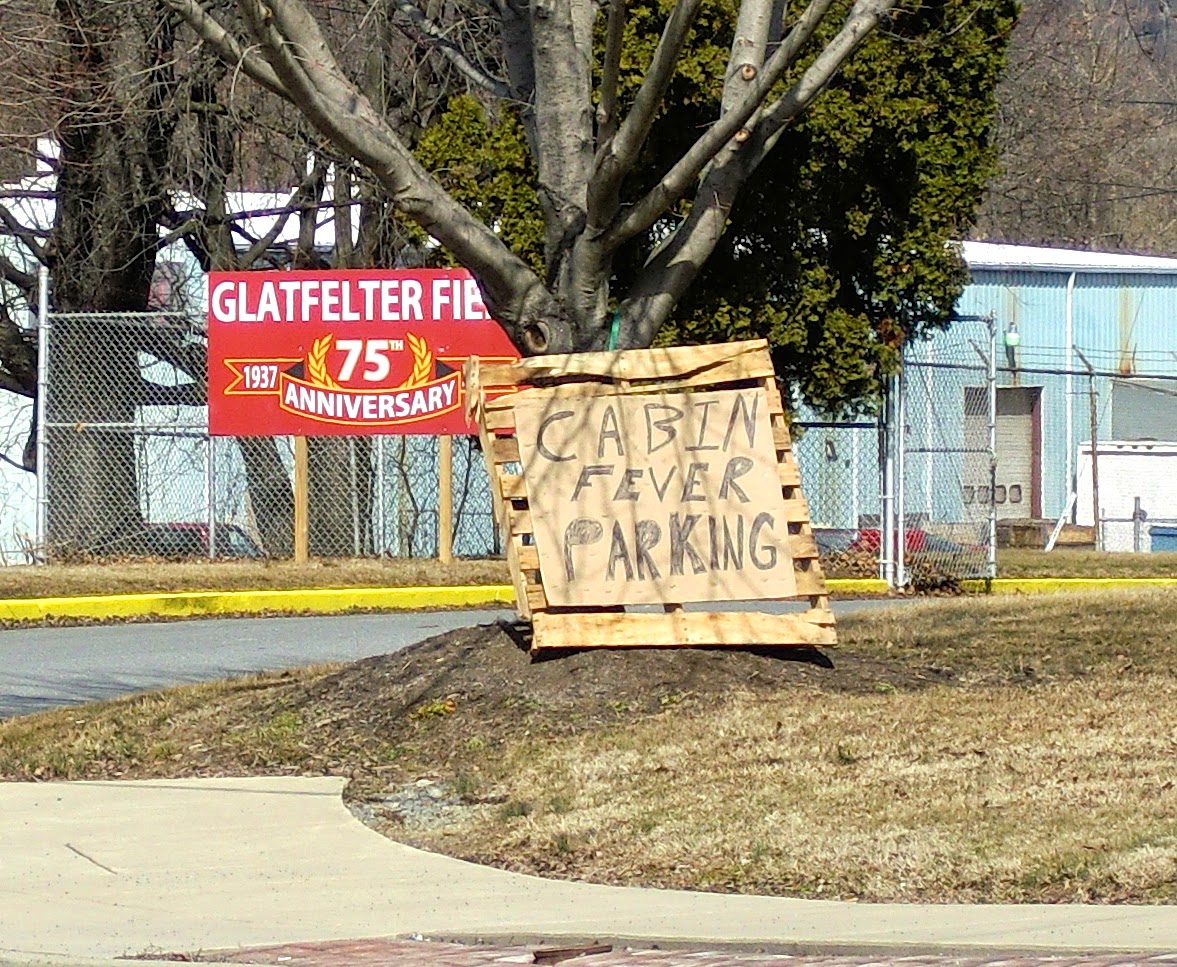 GLATFELTER FIE
75TH
1937
ANNIVERSARY
CABIN
FEVER
PARKING